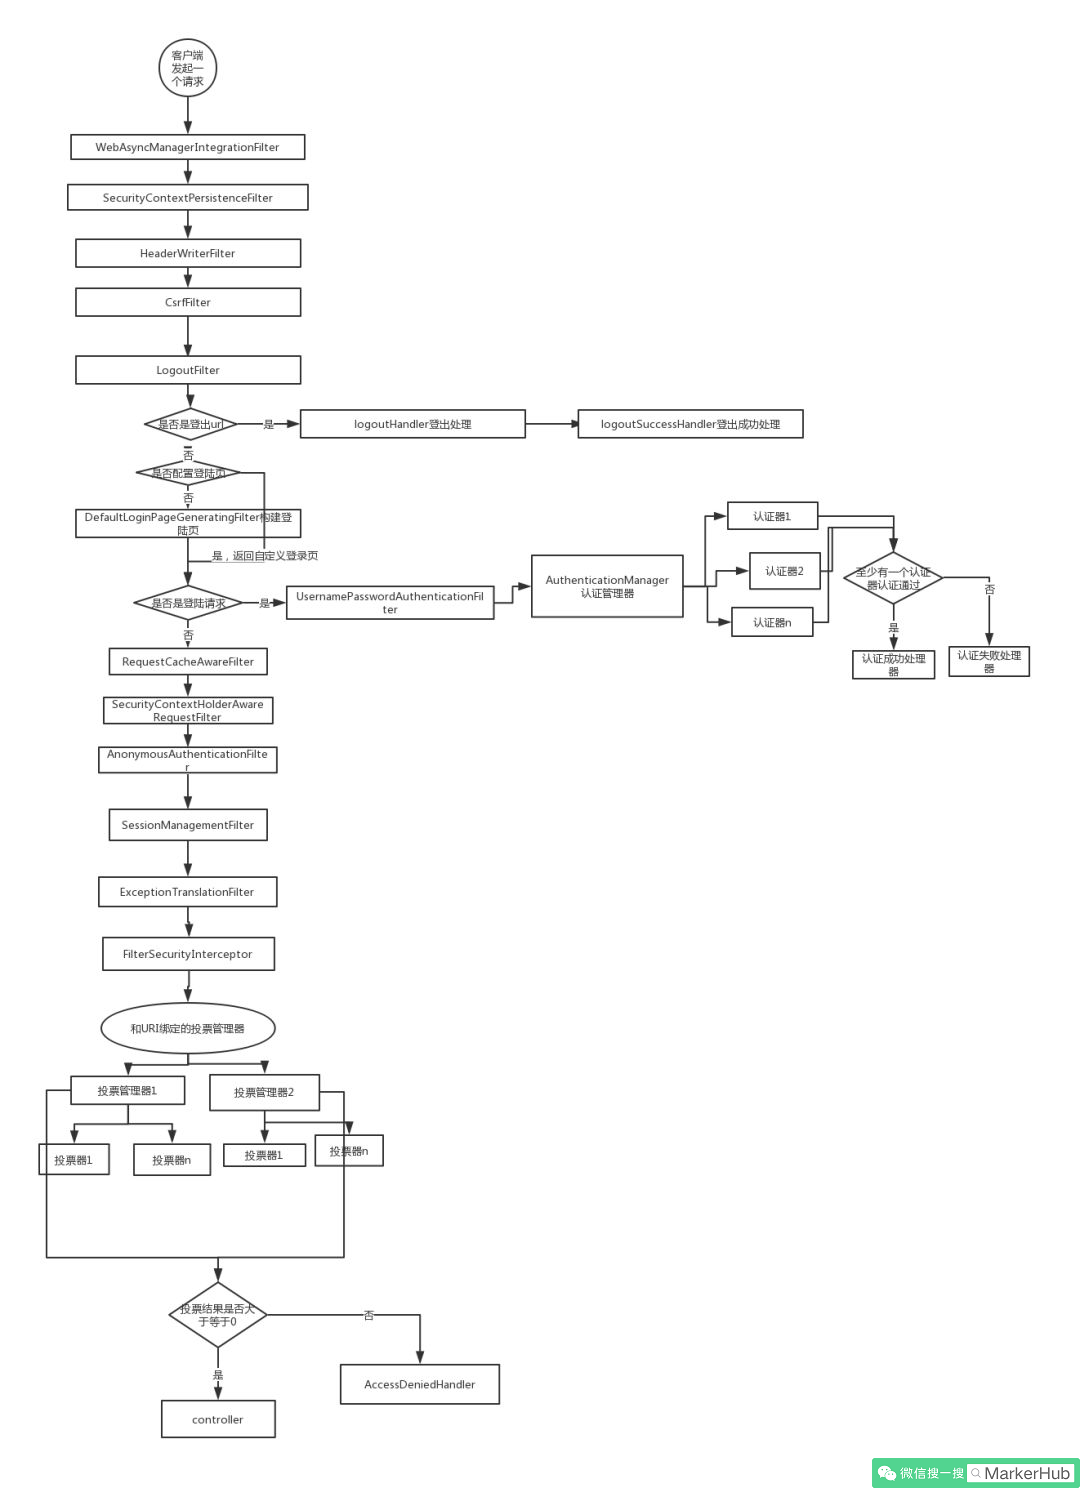 客户端
发起一
个请求
WebAsyncManagerIntegrationFilter
SecurityContextPersistenceFilter
HeaderWriterFilter
CsrfFilter
LogoutFilter
是否是登出url
是
logoutHandler登出处理
logoutSuccessHandler登出成功处理
否
是否配置登陆页
否
DefaultLoginPageGeneratingFilter构建登
陆页
是，返回自定义登录页
是否是登陆请求
是
UsernamePasswordAuthenticationFil
ter
AuthenticationManager
认证管理器
认证器1
认证器2
认证器n
至少有一个认证
器认证通过
否
是
认证成功处理
器
认证失败处理
器
否
RequestCacheAwareFilter
SecurityContextHolderAware
RequestFilter
AnonymousAuthenticationFilte
r
SessionManagementFilter
ExceptionTranslationFilter
FilterSecurityInterceptor
和URI绑定的投票管理器
投票管理器1
投票管理器2
投票器1
投票器n
投票器1
投票器n
投票结果是否大
于等于0
否
是
AccessDeniedHandler
controller
微信搜一搜
MarkerHub